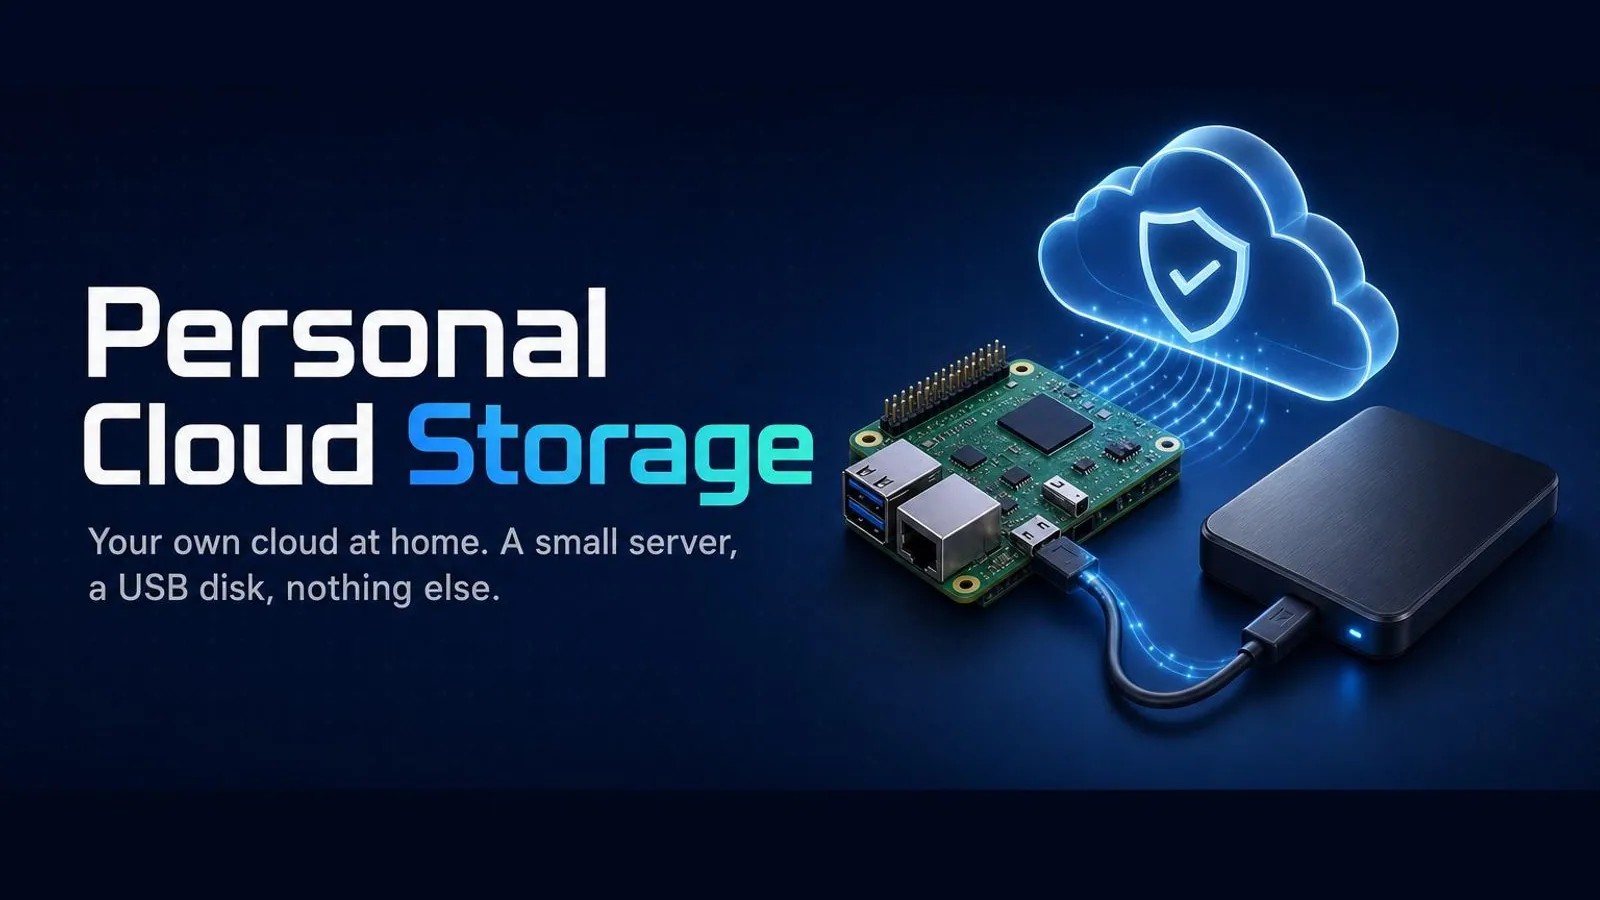 Personal
Cloud Storage
Your own cloud at home. A small server,
a USB disk, nothing else.